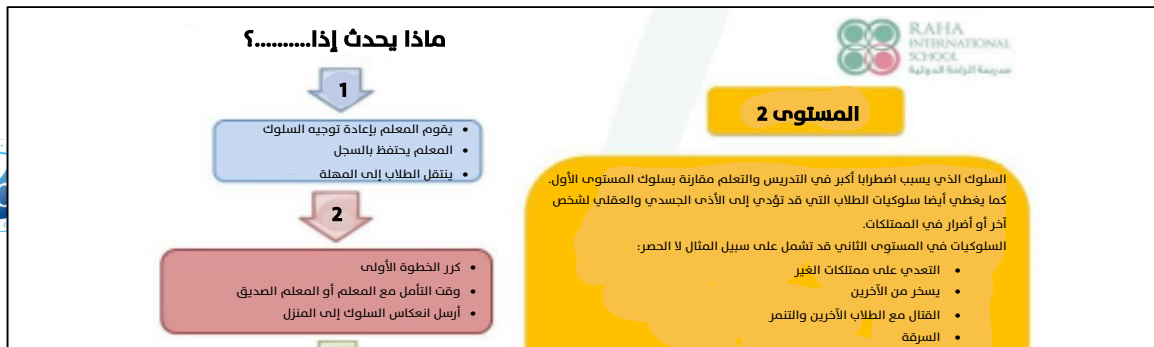 RAHA
INTERNATIONAL
SCHOOL
مدرسة الراحة الدولية
المستوى 2
السلوك الذي يسبب اضطرابا أكبر في التدريس والتعلم مقارنة بسلوك المستوى الأول.
كما يغطي أيضا سلوكيات الطلاب التي قد تؤدي إلى الأذى الجسدي والعقلي لشخص
آخر أو أضرار في الممتلكات.
السلوكيات في المستوى الثاني قد تشمل على سبيل المثال لا الحصر:
• التعدي على ممتلكات الغير
• يسخر من الآخرين
• القتال مع الطلاب الآخرين والتنمر
• السرقة
ماذا يحدث إذا..........؟
1
• يقوم المعلم بإعادة توجيه السلوك
• المعلم يحتفظ بالسجل
• ينتقل الطلاب إلى المهلة
2
• كرر الخطوة الأولى
• وقت التأمل مع المعلم أو المعلم الصديق
• أرسل انعكاس السلوك إلى المنزل